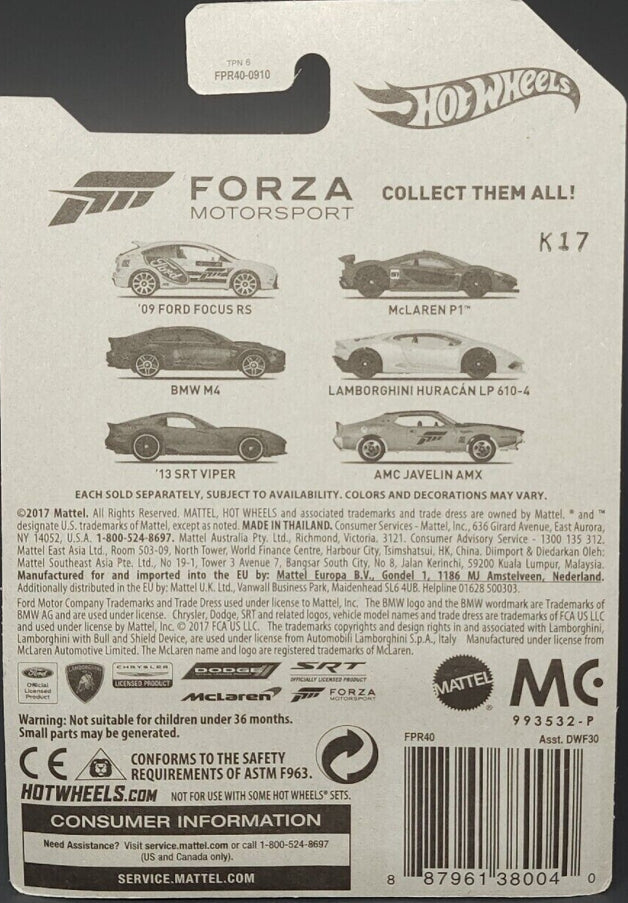 TPN 6
FPR40-0910
HOT WHEELS
FORZA
MOTORSPORT
COLLECT THEM ALL!
K17
'09 FORD FOCUS RS
McLAREN P1™
BMW M4
LAMBORGHINI HURACÁN LP 610-4
'13 SRT VIPER
AMC JAVELIN AMX
EACH SOLD SEPARATELY, SUBJECT TO AVAILABILITY. COLORS AND DECORATIONS MAY VARY.
©2017 Mattel. All Rights Reserved. MATTEL, HOT WHEELS and associated trademarks and trade dress are owned by Mattel. ® and ™
designate U.S. trademarks of Mattel, except as noted. MADE IN THAILAND. Consumer Services - Mattel, Inc., 636 Girard Avenue, East Aurora,
NY 14052, U.S.A. 1-800-524-8697. Mattel Australia Pty. Ltd., Richmond, Victoria. 3121. Consumer Advisory Service - 1300 135 312.
Mattel East Asia Ltd., Room 503-09, North Tower, World Finance Centre, Harbour City, Tsimshatsui, HK, China. Diimport & Diedarkan Oleh:
Mattel Southeast Asia Pte. Ltd., No 19-1, Tower 3 Avenue 7, Bangsar South City, No 8, Jalan Kerinchi, 59200 Kuala Lumpur, Malaysia.
Manufactured for and imported into the EU by: Mattel Europa B.V., Gondel 1, 1186 MJ Amstelveen, Nederland.
Additionally distributed in the EU by: Mattel U.K. Ltd., Vanwall Business Park, Maidenhead SL6 4UB. Helpline 01628 500303.
Ford Motor Company Trademarks and Trade Dress used under license to Mattel, Inc. The BMW logo and the BMW wordmark are Trademarks of
BMW AG and are used under license. Chrysler, Dodge, SRT and related logos, vehicle model names and trade dress are trademarks of FCA US LLC
and used under license by Mattel, Inc. © 2017 FCA US LLC. The trademarks, copyrights and design rights in and associated with Lamborghini,
Lamborghini with Bull and Shield Device, are used under license from Automobili Lamborghini S.p.A., Italy Manufactured under license from
McLaren Automotive Limited. The McLaren name and logo are registered trademarks of McLaren.
Ford
Official
Licensed
Product
LAMBORGHINI
CHRYSLER
LICENSED PRODUCT
DODGE
SRT
OFFICIALLY LICENSED PRODUCT
McLaren
FORZA
MOTORSPORT
MATTEL
MC
993532-P
Warning: Not suitable for children under 36 months.
Small parts may be generated.
FPR40
Asst. DWF30
CE
CONFORMS TO THE SAFETY
REQUIREMENTS OF ASTM F963.
HOTWHEELS.COM
NOT FOR USE WITH SOME HOT WHEELS® SETS.
CONSUMER INFORMATION
Need Assistance? Visit service.mattel.com or call 1-800-524-8697
(US and Canada only).
SERVICE.MATTEL.COM
8 87961 38004 0